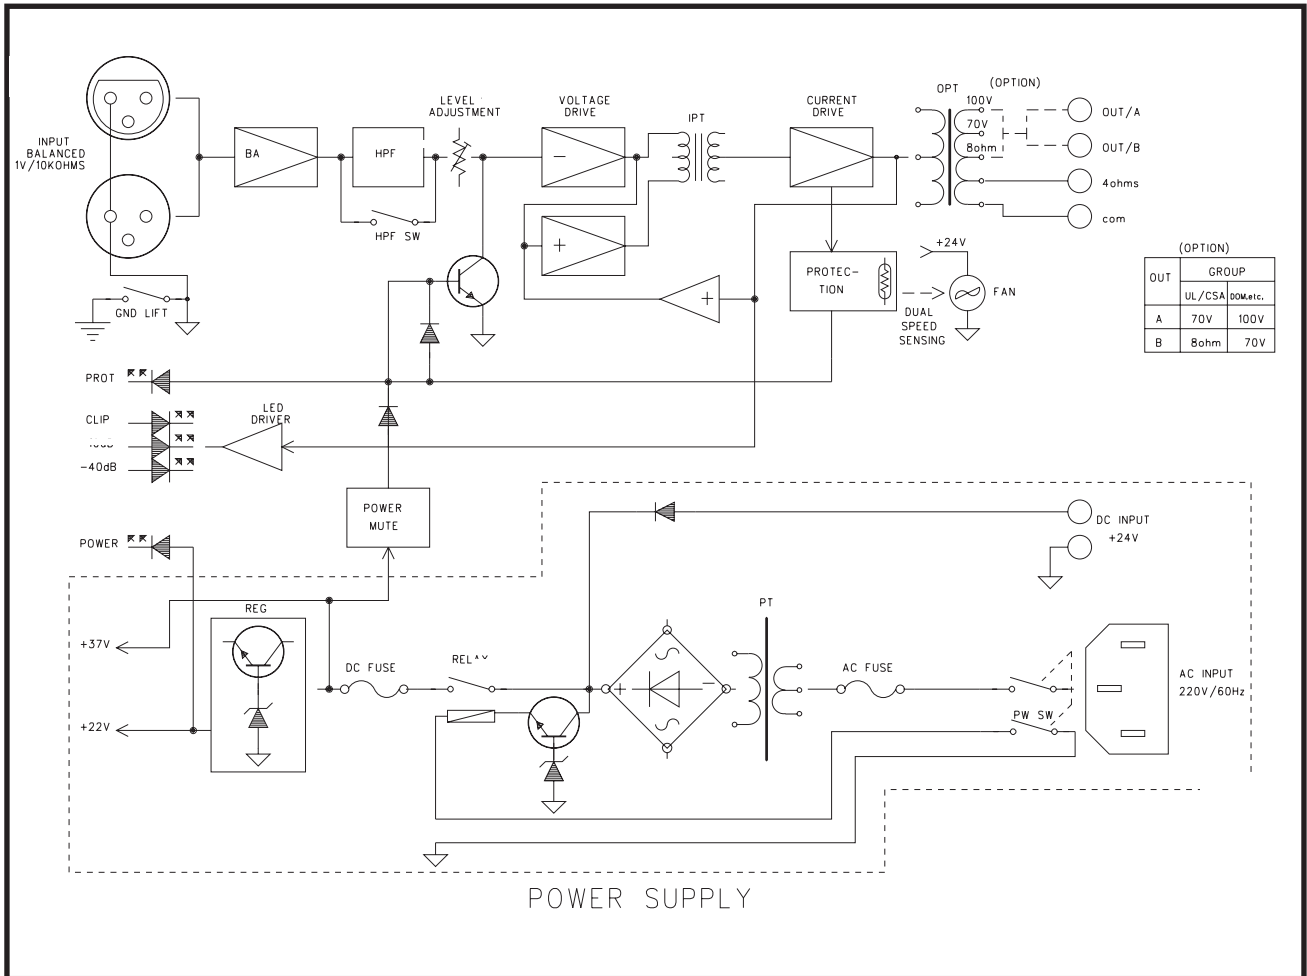 INPUT
BALANCED
1V/10KOHMS
BA
HPF
HPF SW
GND LIFT
LEVEL
ADJUSTMENT
VOLTAGE
DRIVE
−
+
IPT
+
CURRENT
DRIVE
OPT
(OPTION)
100V
70V
8ohm
OUT/A
OUT/B
4ohms
com
PROTEC-
TION
+24V
FAN
DUAL
SPEED
SENSING
(OPTION)
OUT GROUP
UL/CSA DOM.etc.
A 70V 100V
B 8ohm 70V
PROT
CLIP
-40dB
LED
DRIVER
POWER
MUTE
POWER
DC INPUT
+24V
REG
+37V
+22V
DC FUSE
+ −
PT
AC FUSE
PW SW
AC INPUT
220V/60Hz
POWER SUPPLY